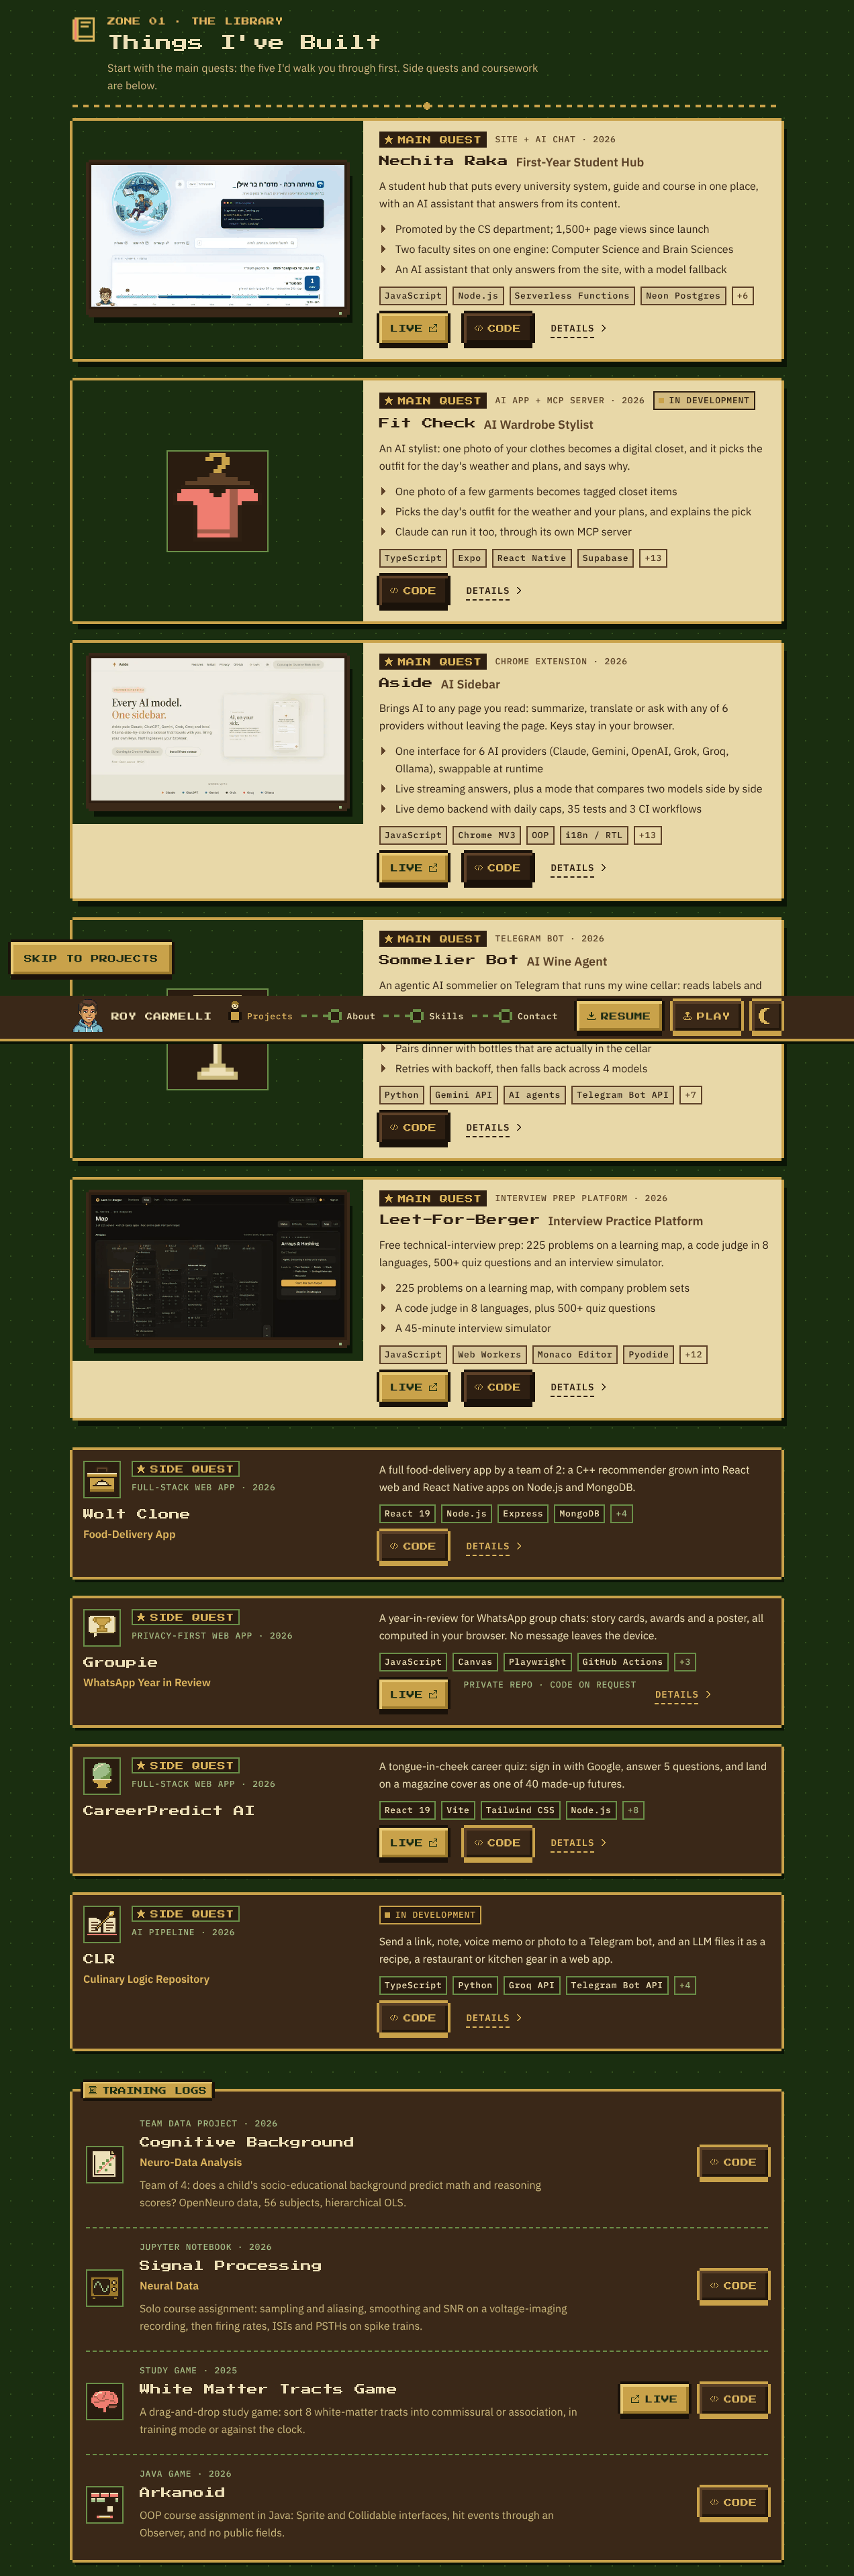 ZONE 01 · THE LIBRARY
Things I've Built
Start with the main quests: the five I'd walk you through first. Side quests and coursework
are below.
MAIN QUEST SITE + AI CHAT · 2026
Nechita Raka First-Year Student Hub
A student hub that puts every university system, guide and course in one place,
with an AI assistant that answers from its content.
Promoted by the CS department; 1,500+ page views since launch
Two faculty sites on one engine: Computer Science and Brain Sciences
An AI assistant that only answers from the site, with a model fallback
JavaScript Node.js Serverless Functions Neon Postgres +6
LIVE CODE DETAILS
MAIN QUEST AI APP + MCP SERVER · 2026 IN DEVELOPMENT
Fit Check AI Wardrobe Stylist
An AI stylist: one photo of your clothes becomes a digital closet, and it picks the
outfit for the day's weather and plans, and says why.
One photo of a few garments becomes tagged closet items
Picks the day's outfit for the weather and your plans, and explains the pick
Claude can run it too, through its own MCP server
TypeScript Expo React Native Supabase +13
CODE DETAILS
Every AI model.
One sidebar.
MAIN QUEST CHROME EXTENSION · 2026
Aside AI Sidebar
Brings AI to any page you read: summarize, translate or ask with any of 6
providers without leaving the page. Keys stay in your browser.
One interface for 6 AI providers (Claude, Gemini, OpenAI, Grok, Groq,
Ollama), swappable at runtime
Live streaming answers, plus a mode that compares two models side by side
Live demo backend with daily caps, 35 tests and 3 CI workflows
JavaScript Chrome MV3 OOP i18n / RTL +13
LIVE CODE DETAILS
MAIN QUEST TELEGRAM BOT · 2026
SKIP TO PROJECTS
Sommelier Bot AI Wine Agent
An agentic AI sommelier on Telegram that runs my wine cellar: reads labels and
ROY CARMELLI Projects About Skills Contact RESUME PLAY
Pairs dinner with bottles that are actually in the cellar
Retries with backoff, then falls back across 4 models
Python Gemini API AI agents Telegram Bot API +7
CODE DETAILS
Map
Arrays & Hashing
MAIN QUEST INTERVIEW PREP PLATFORM · 2026
Leet-For-Berger Interview Practice Platform
Free technical-interview prep: 225 problems on a learning map, a code judge in 8
languages, 500+ quiz questions and an interview simulator.
225 problems on a learning map, with company problem sets
A code judge in 8 languages, plus 500+ quiz questions
A 45-minute interview simulator
JavaScript Web Workers Monaco Editor Pyodide +12
LIVE CODE DETAILS
SIDE QUEST
FULL-STACK WEB APP · 2026
Wolt Clone
Food-Delivery App
A full food-delivery app by a team of 2: a C++ recommender grown into React
web and React Native apps on Node.js and MongoDB.
React 19 Node.js Express MongoDB +4
CODE DETAILS
SIDE QUEST
PRIVACY-FIRST WEB APP · 2026
Groupie
WhatsApp Year in Review
A year-in-review for WhatsApp group chats: story cards, awards and a poster, all
computed in your browser. No message leaves the device.
JavaScript Canvas Playwright GitHub Actions +3
LIVE PRIVATE REPO · CODE ON REQUEST DETAILS
SIDE QUEST
FULL-STACK WEB APP · 2026
CareerPredict AI
A tongue-in-cheek career quiz: sign in with Google, answer 5 questions, and land
on a magazine cover as one of 40 made-up futures.
React 19 Vite Tailwind CSS Node.js +8
LIVE CODE DETAILS
SIDE QUEST
AI PIPELINE · 2026
CLR
Culinary Logic Repository
IN DEVELOPMENT
Send a link, note, voice memo or photo to a Telegram bot, and an LLM files it as a
recipe, a restaurant or kitchen gear in a web app.
TypeScript Python Groq API Telegram Bot API +4
CODE DETAILS
TRAINING LOGS
TEAM DATA PROJECT · 2026
Cognitive Background
Neuro-Data Analysis
Team of 4: does a child's socio-educational background predict math and reasoning
scores? OpenNeuro data, 56 subjects, hierarchical OLS.
CODE
JUPYTER NOTEBOOK · 2026
Signal Processing
Neural Data
Solo course assignment: sampling and aliasing, smoothing and SNR on a voltage-imaging
recording, then firing rates, ISIs and PSTHs on spike trains.
CODE
STUDY GAME · 2025
White Matter Tracts Game
A drag-and-drop study game: sort 8 white-matter tracts into commissural or association, in
training mode or against the clock.
LIVE CODE
JAVA GAME · 2026
Arkanoid
OOP course assignment in Java: Sprite and Collidable interfaces, hit events through an
Observer, and no public fields.
CODE